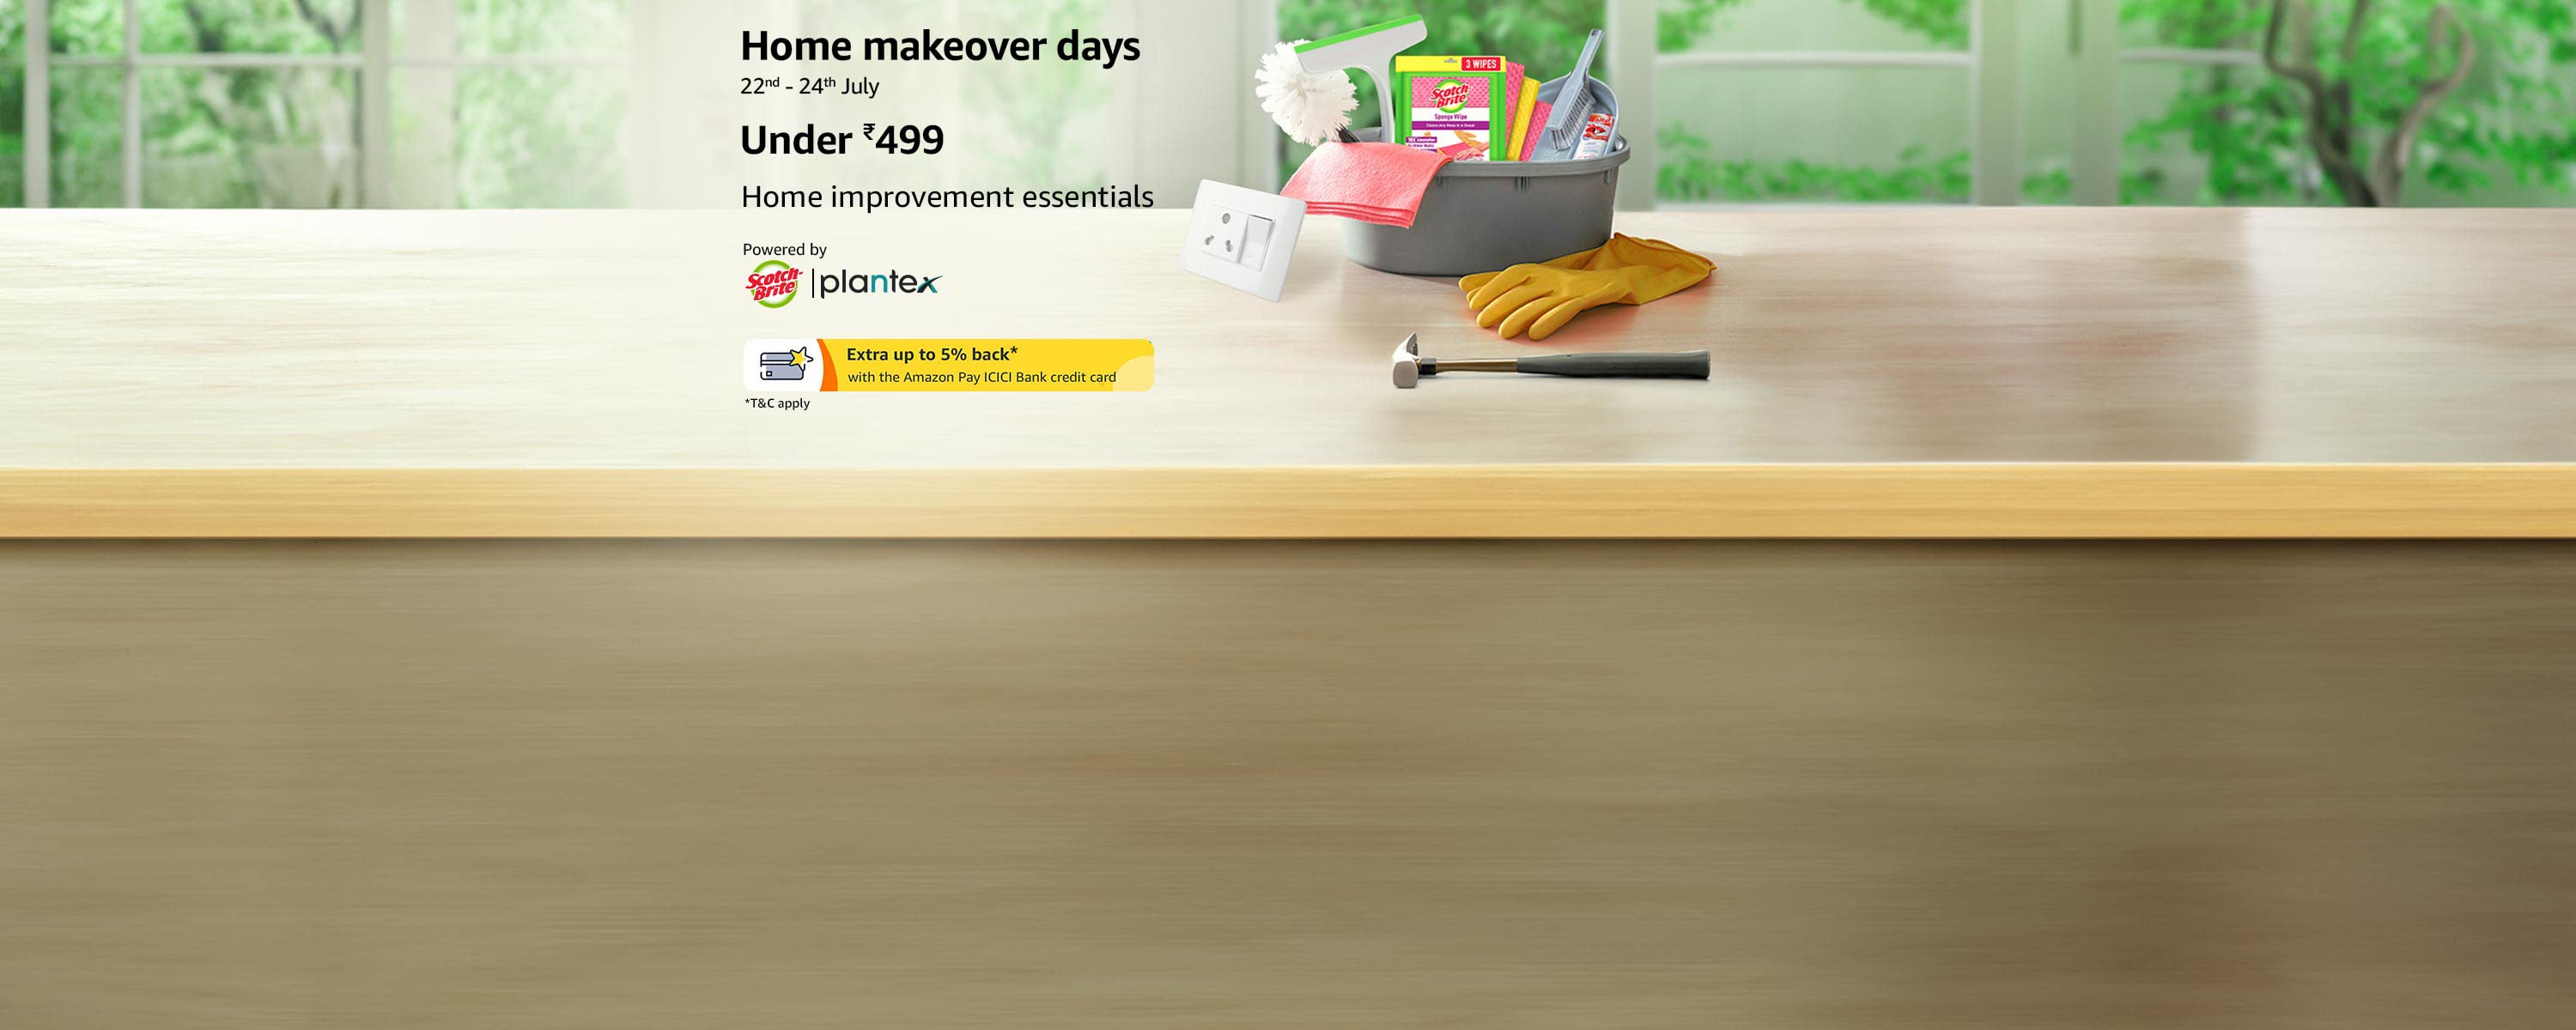 Home makeover days
22nd - 24th July
Under ₹499
Home improvement essentials
Powered by
Scotch-
Brite
plantex
Extra up to 5% back*
with the Amazon Pay ICICI Bank credit card
*T&C apply
3 WIPES
Scotch
Brite
Sponge Wipe